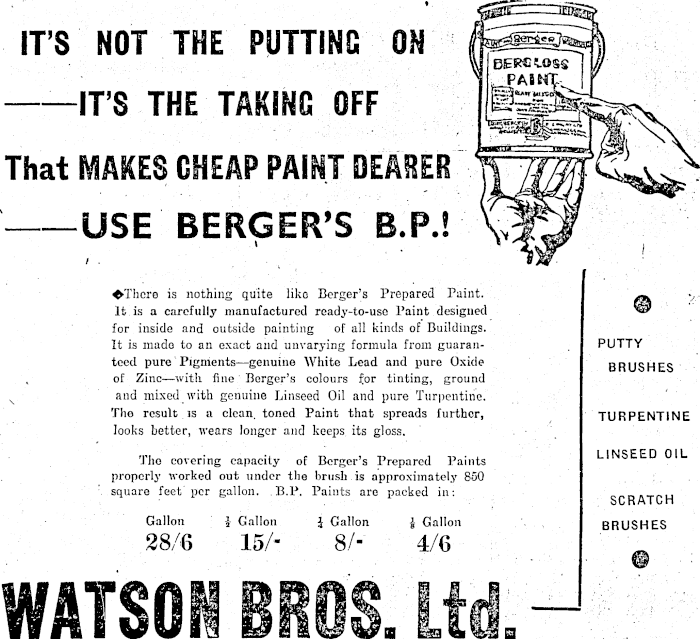 IT'S NOT THE PUTTING ON
——IT'S THE TAKING OFF
That MAKES CHEAP PAINT DEARER
——USE BERGER'S B.P.!
Berger
BERGLOSS
PAINT
◆There is nothing quite like Berger's Prepared Paint.
It is a carefully manufactured ready-to-use Paint designed
for inside and outside painting of all kinds of Buildings.
It is made to an exact and unvarying formula from guaran-
teed pure Pigments—genuine White Lead and pure Oxide
of Zinc—with fine Berger's colours for tinting, ground
and mixed with genuine Linseed Oil and pure Turpentine.
The result is a clean toned Paint that spreads further,
looks better, wears longer and keeps its gloss.
The covering capacity of Berger's Prepared Paints
properly worked out under the brush is approximately 850
square feet per gallon. B.P. Paints are packed in:
Gallon ½ Gallon ¼ Gallon ⅛ Gallon
28/6 15/- 8/- 4/6
PUTTY
BRUSHES
TURPENTINE
LINSEED OIL
SCRATCH
BRUSHES
WATSON BROS. Ltd.